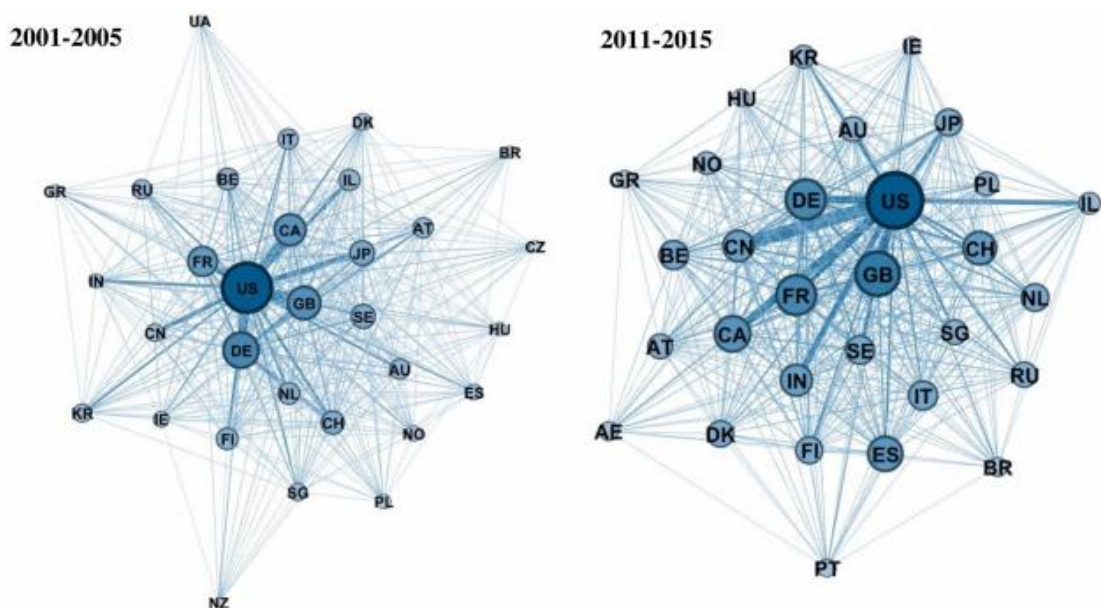 2001-2005
UA
IT
DK
BR
GR
RU
BE
IL
CA
AT
FR
JP
CZ
IN
US
GB
CN
SE
HU
DE
AU
NL
ES
KR
IE
FI
CH
NO
SG
PL
NZ
2011-2015
KR
IE
HU
AU
JP
NO
GR
DE
US
PL
IL
CN
BE
CH
GB
FR
NL
CA
AT
SE
SG
IN
RU
IT
AE
DK
FI
ES
BR
PT